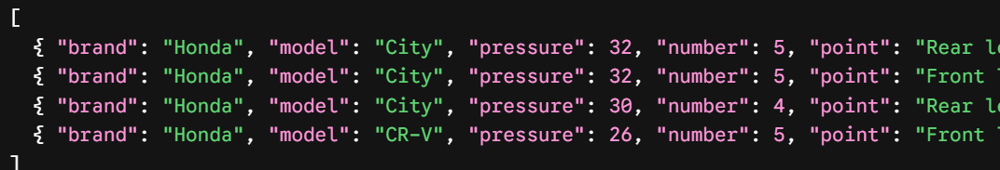 [
{ "brand": "Honda", "model": "City", "pressure": 32, "number": 5, "point": "Rear
{ "brand": "Honda", "model": "City", "pressure": 32, "number": 5, "point": "Front
{ "brand": "Honda", "model": "City", "pressure": 30, "number": 4, "point": "Rear
{ "brand": "Honda", "model": "CR-V", "pressure": 26, "number": 5, "point": "Front
]